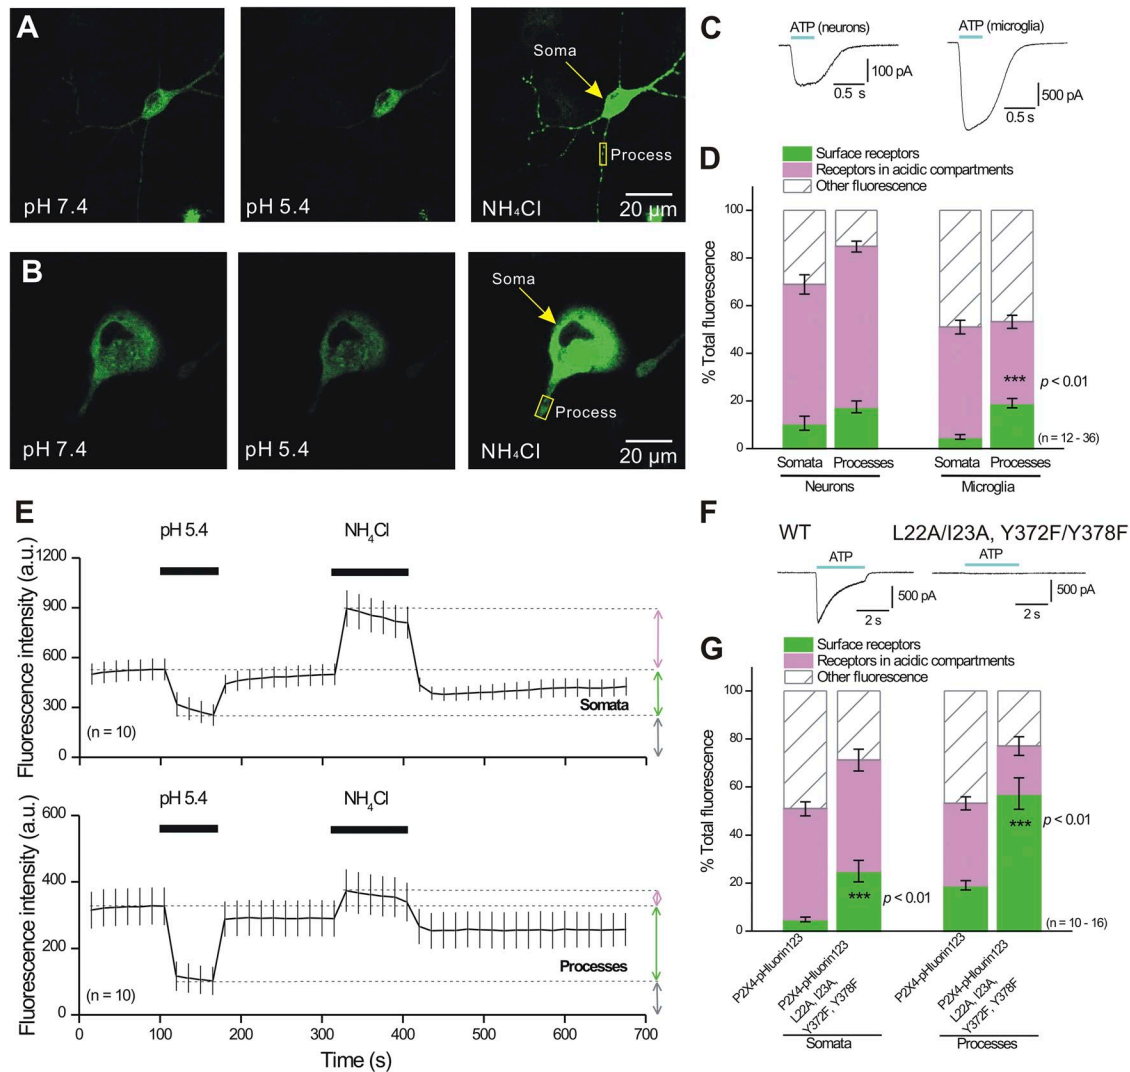 A
pH 7.4
pH 5.4
Soma
Process
NH₄Cl
20 µm
B
pH 7.4
pH 5.4
Soma
Process
NH₄Cl
20 µm
C
ATP (neurons)
100 pA
0.5 s
ATP (microglia)
500 pA
0.5 s
D
Surface receptors
Receptors in acidic compartments
Other fluorescence
% Total fluorescence
100
80
60
40
20
0
***
p < 0.01
(n = 12 - 36)
Somata Processes
Somata Processes
Neurons
Microglia
E
pH 5.4
NH₄Cl
Fluorescence intensity (a.u.)
1200
900
600
300
0
Somata
(n = 10)
pH 5.4
NH₄Cl
Fluorescence intensity (a.u.)
600
400
200
0
Processes
(n = 10)
0 100 200 300 400 500 600 700
Time (s)
F
WT
L22A/I23A, Y372F/Y378F
ATP
500 pA
2 s
ATP
500 pA
2 s
G
Surface receptors
Receptors in acidic compartments
Other fluorescence
% Total fluorescence
100
80
60
40
20
0
***
p < 0.01
***
p < 0.01
(n = 10 - 16)
P2X4-pHluorin123
P2X4-pHluorin123
L22A, I23A,
Y372F, Y378F
P2X4-pHluorin123
P2X4-pHlourin123
L22A, I23A,
Y372F, Y378F
Somata
Processes